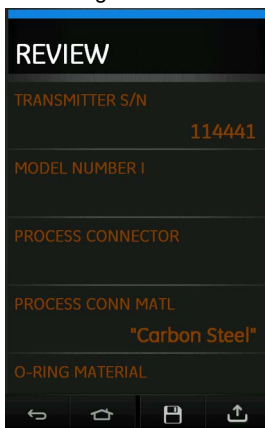 REVIEW
TRANSMITTER S/N
114441
MODEL NUMBER I
PROCESS CONNECTOR
PROCESS CONN MATL
"Carbon Steel"
O-RING MATERIAL